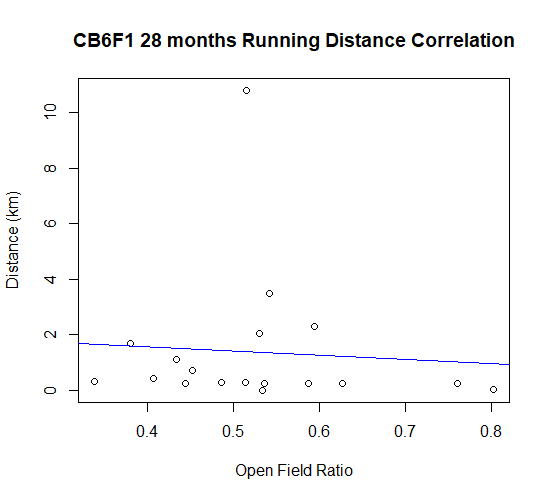 CB6F1 28 months Running Distance Correlation
Distance (km)
10
8
6
4
2
0
0.4 0.5 0.6 0.7 0.8
Open Field Ratio